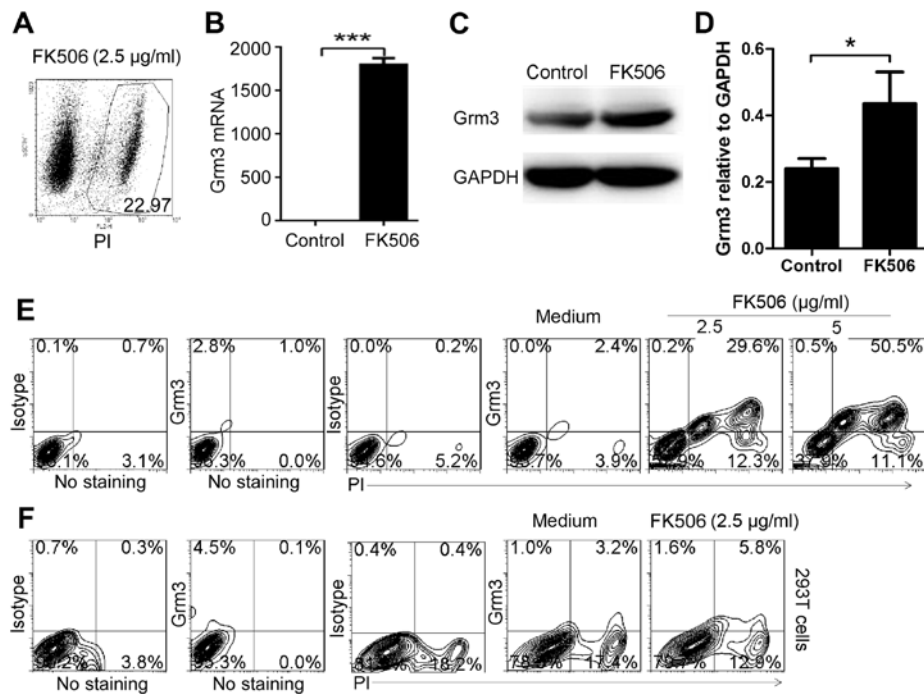 A
FK506 (2.5 µg/ml)
22.97
PI
B
Grm3 mRNA
2000
1500
1000
500
0
***
Control FK506
C
Control FK506
Grm3
GAPDH
D
Grm3 relative to GAPDH
0.6
0.4
0.2
0.0
*
Control FK506
E
Medium
FK506 (µg/ml)
2.5 5
Isotype
0.1% 0.7%
3.1%
No staining
Grm3
2.8% 1.0%
0.0%
No staining
Isotype
0.0% 0.2%
5.2%
PI
Grm3
0.0% 2.4%
3.9%
0.2% 29.6%
12.3%
0.5% 50.5%
11.1%
F
Medium
FK506 (2.5 µg/ml)
Isotype
0.7% 0.3%
3.8%
No staining
Grm3
4.5% 0.1%
0.0%
No staining
Isotype
0.4% 0.4%
18.2%
PI
Grm3
1.0% 3.2%
17.4%
1.6% 5.8%
12.9%
293T cells